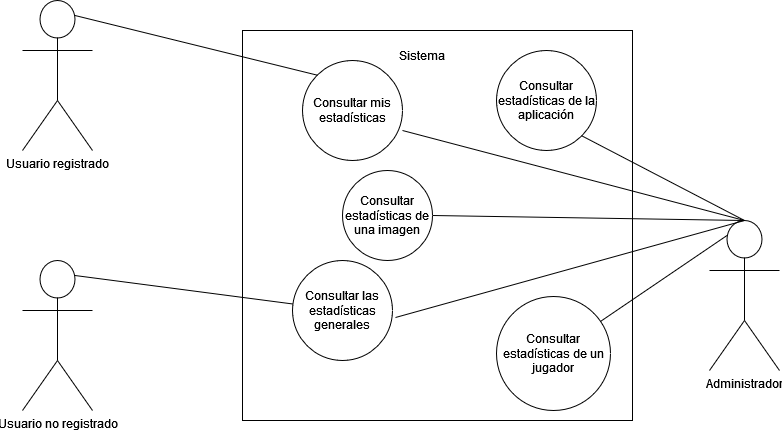 Sistema
Consultar mis
estadísticas
Consultar
estadísticas de la
aplicación
Usuario registrado
Consultar
estadísticas de
una imagen
Consultar las
estadísticas
generales
Consultar
estadísticas de un
jugador
Administrador
Usuario no registrado